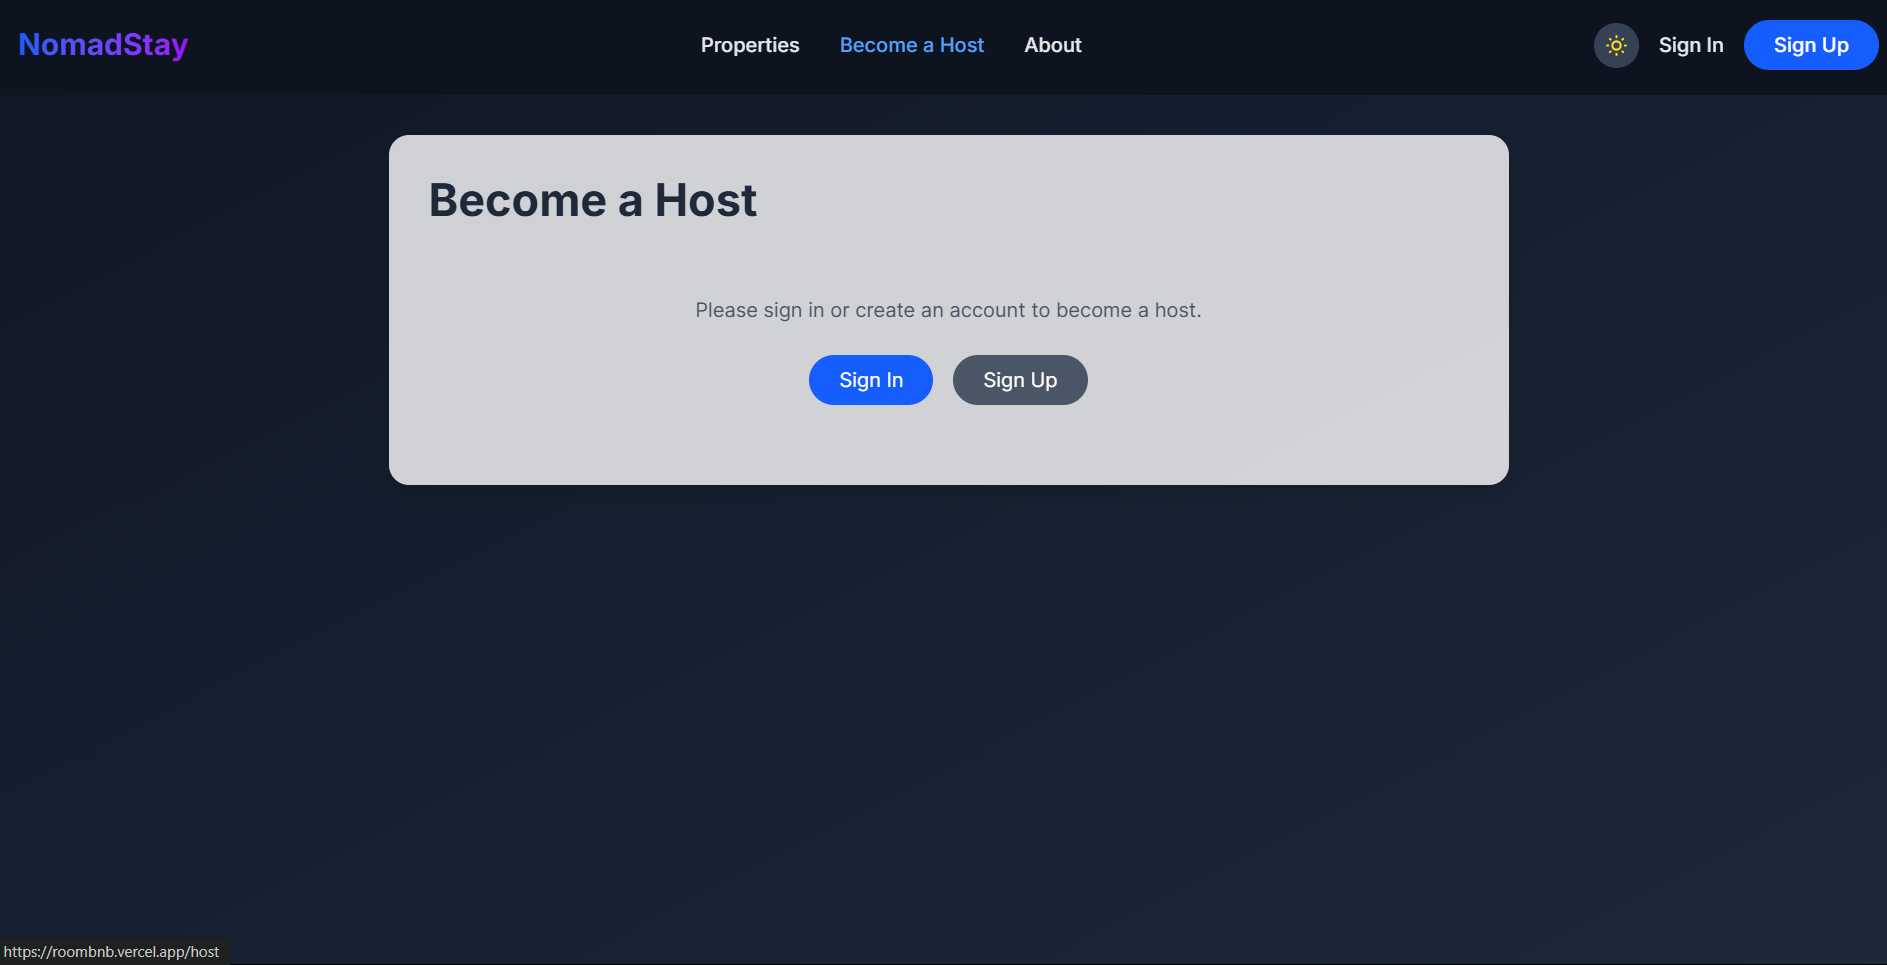 NomadStay
Properties
Become a Host
About
Sign In
Sign Up
Become a Host
Please sign in or create an account to become a host.
Sign In
Sign Up
https://roombnb.vercel.app/host